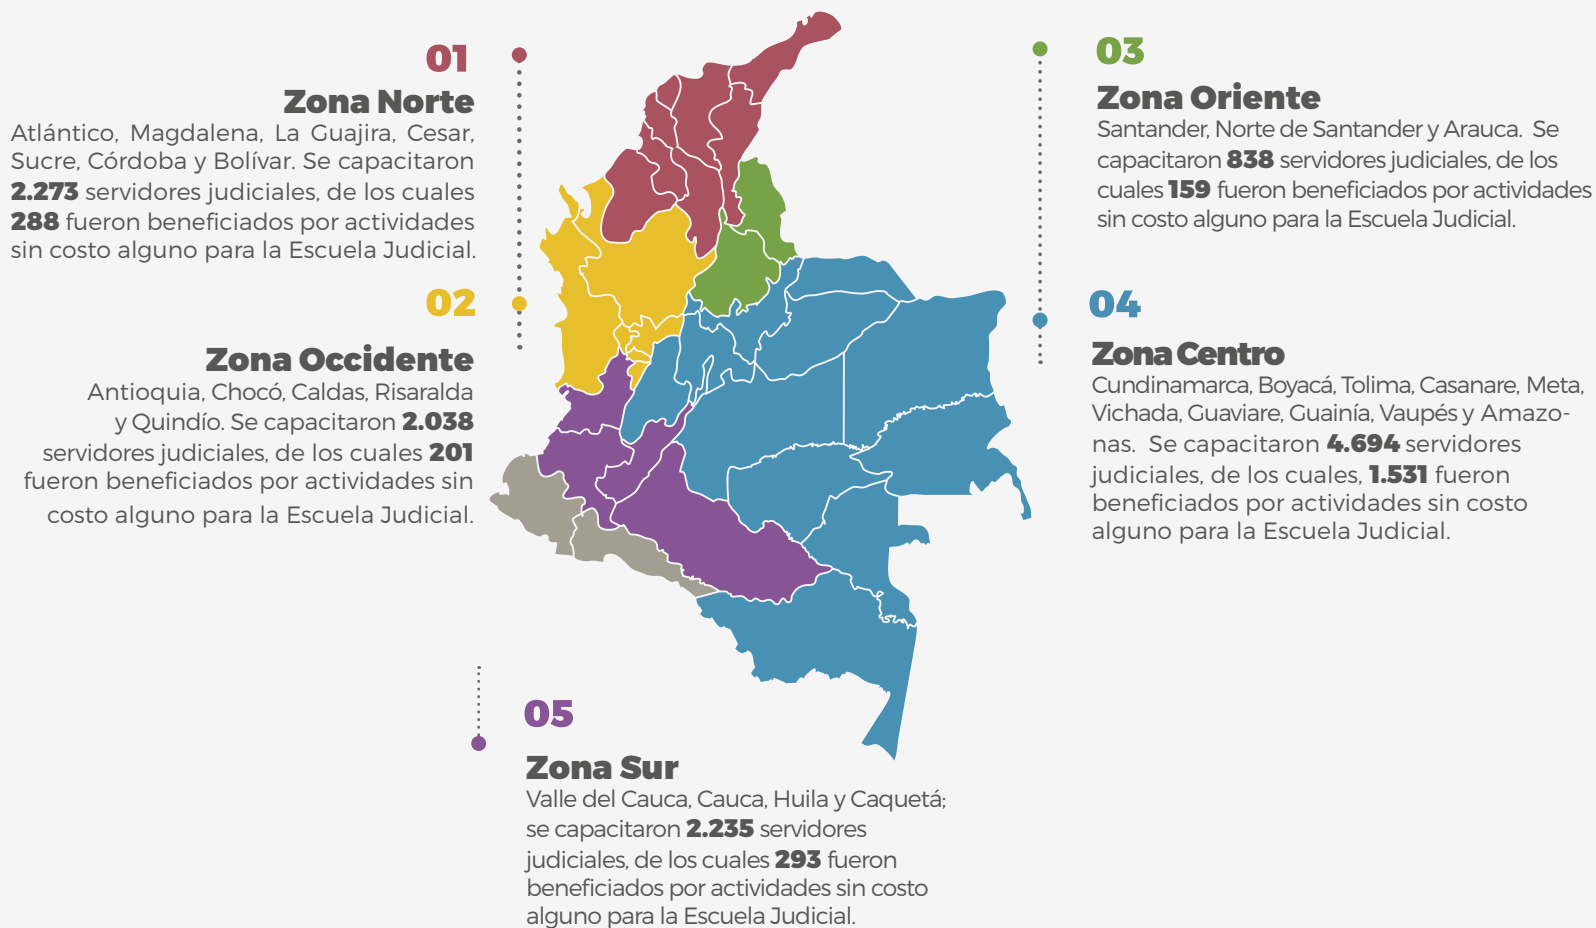 01
Zona Norte
Atlántico, Magdalena, La Guajira, Cesar,
Sucre, Córdoba y Bolívar. Se capacitaron
2.273 servidores judiciales, de los cuales
288 fueron beneficiados por actividades
sin costo alguno para la Escuela Judicial.
02
Zona Occidente
Antioquia, Chocó, Caldas, Risaralda
y Quindío. Se capacitaron 2.038
servidores judiciales, de los cuales 201
fueron beneficiados por actividades sin
costo alguno para la Escuela Judicial.
03
Zona Oriente
Santander, Norte de Santander y Arauca. Se
capacitaron 838 servidores judiciales, de los
cuales 159 fueron beneficiados por actividades
sin costo alguno para la Escuela Judicial.
04
Zona Centro
Cundinamarca, Boyacá, Tolima, Casanare, Meta,
Vichada, Guaviare, Guainía, Vaupés y Amazo-
nas. Se capacitaron 4.694 servidores
judiciales, de los cuales, 1.531 fueron
beneficiados por actividades sin costo
alguno para la Escuela Judicial.
05
Zona Sur
Valle del Cauca, Cauca, Huila y Caquetá;
se capacitaron 2.235 servidores
judiciales, de los cuales 293 fueron
beneficiados por actividades sin costo
alguno para la Escuela Judicial.